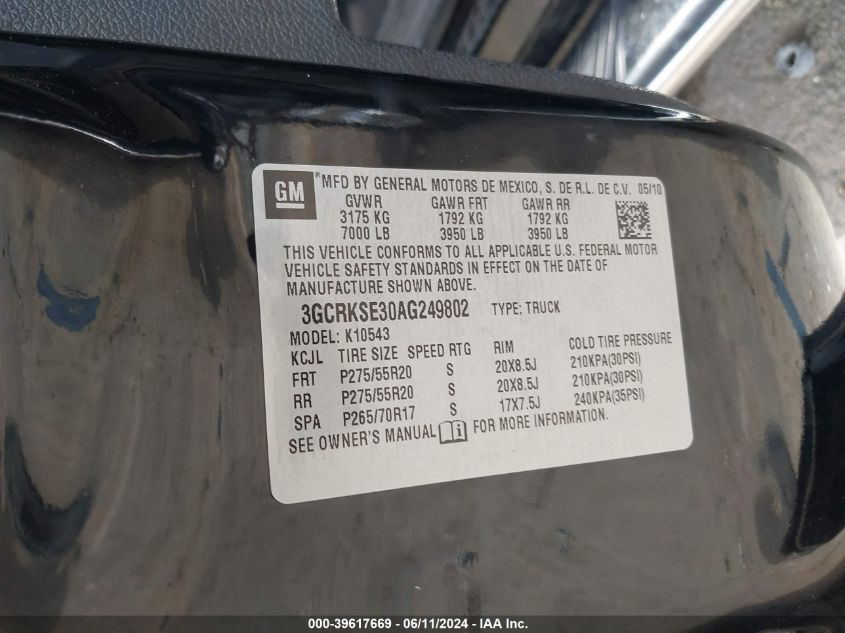 GM
MFD BY GENERAL MOTORS DE MEXICO, S. DE R.L. DE C.V. 05/10
GVWR GAWR FRT GAWR RR
3175 KG 1792 KG 1792 KG
7000 LB 3950 LB 3950 LB
THIS VEHICLE CONFORMS TO ALL APPLICABLE U.S. FEDERAL MOTOR
VEHICLE SAFETY STANDARDS IN EFFECT ON THE DATE OF
MANUFACTURE SHOWN ABOVE.
3GCRKSE30AG249802 TYPE: TRUCK
MODEL: K10543
KCJL TIRE SIZE SPEED RTG RIM COLD TIRE PRESSURE
FRT P275/55R20 S 20X8.5J 210KPA(30PSI)
RR P275/55R20 S 20X8.5J 210KPA(30PSI)
SPA P265/70R17 S 17X7.5J 240KPA(35PSI)
SEE OWNER'S MANUAL FOR MORE INFORMATION.
000-39617669 - 06/11/2024 - IAA Inc.